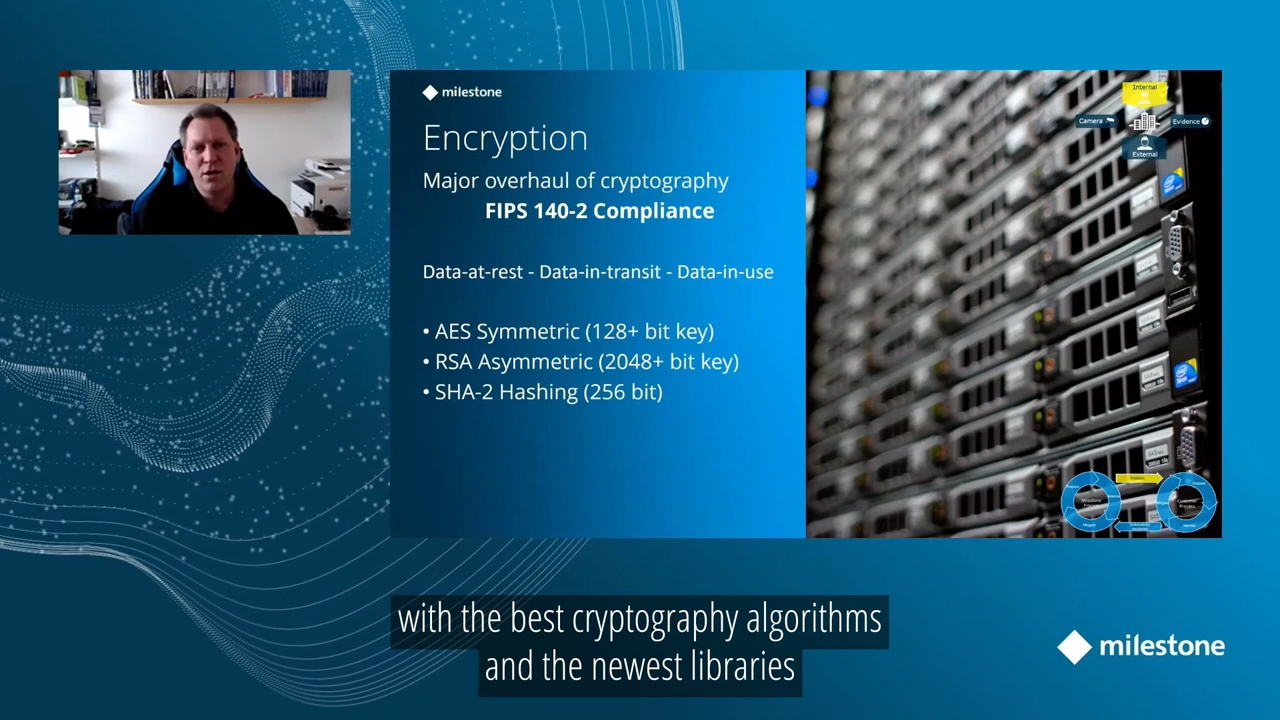 milestone
Encryption
Major overhaul of cryptography
FIPS 140-2 Compliance
Data-at-rest - Data-in-transit - Data-in-use
• AES Symmetric (128+ bit key)
• RSA Asymmetric (2048+ bit key)
• SHA-2 Hashing (256 bit)
Internal
Camera
Evidence
External
with the best cryptography algorithms
and the newest libraries
milestone